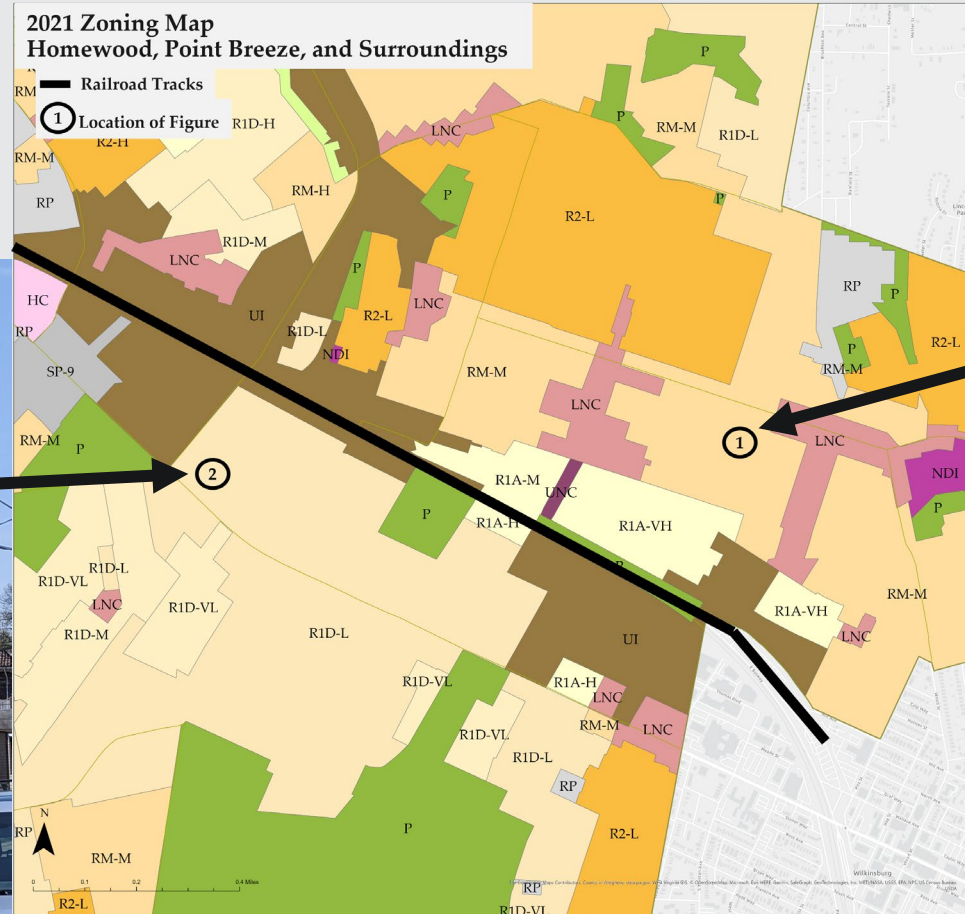 2021 Zoning Map
Homewood, Point Breeze, and Surroundings
Railroad Tracks
1 Location of Figure
P
RM
R1D-H
LNC
P
RM-M
R1D-L
R2-H
RM-M
RM-H
RP
P
P
R2-L
R1D-M
LNC
P
RP
P
HC
LNC
UI
R1D-L
R2-L
RP
NDI
P
R2-L
SP-9
RM-M
RM-M
LNC
RM-M
P
1
LNC
2
R1A-M
UNC
NDI
P
P
R1A-H
R1A-VH
P
R1D-L
R1D-VL
LNC
R1D-VL
R1A-VH
RM-M
R1D-M
R1D-L
UI
LNC
R1D-VL
R1A-H
LNC
RM-M
LNC
R1D-VL
R1D-L
RP
N
RP
P
R2-L
RM-M
0 0.1 0.2 0.4 Miles
Wilkinsburg
RP
R2-L
R1D-VL